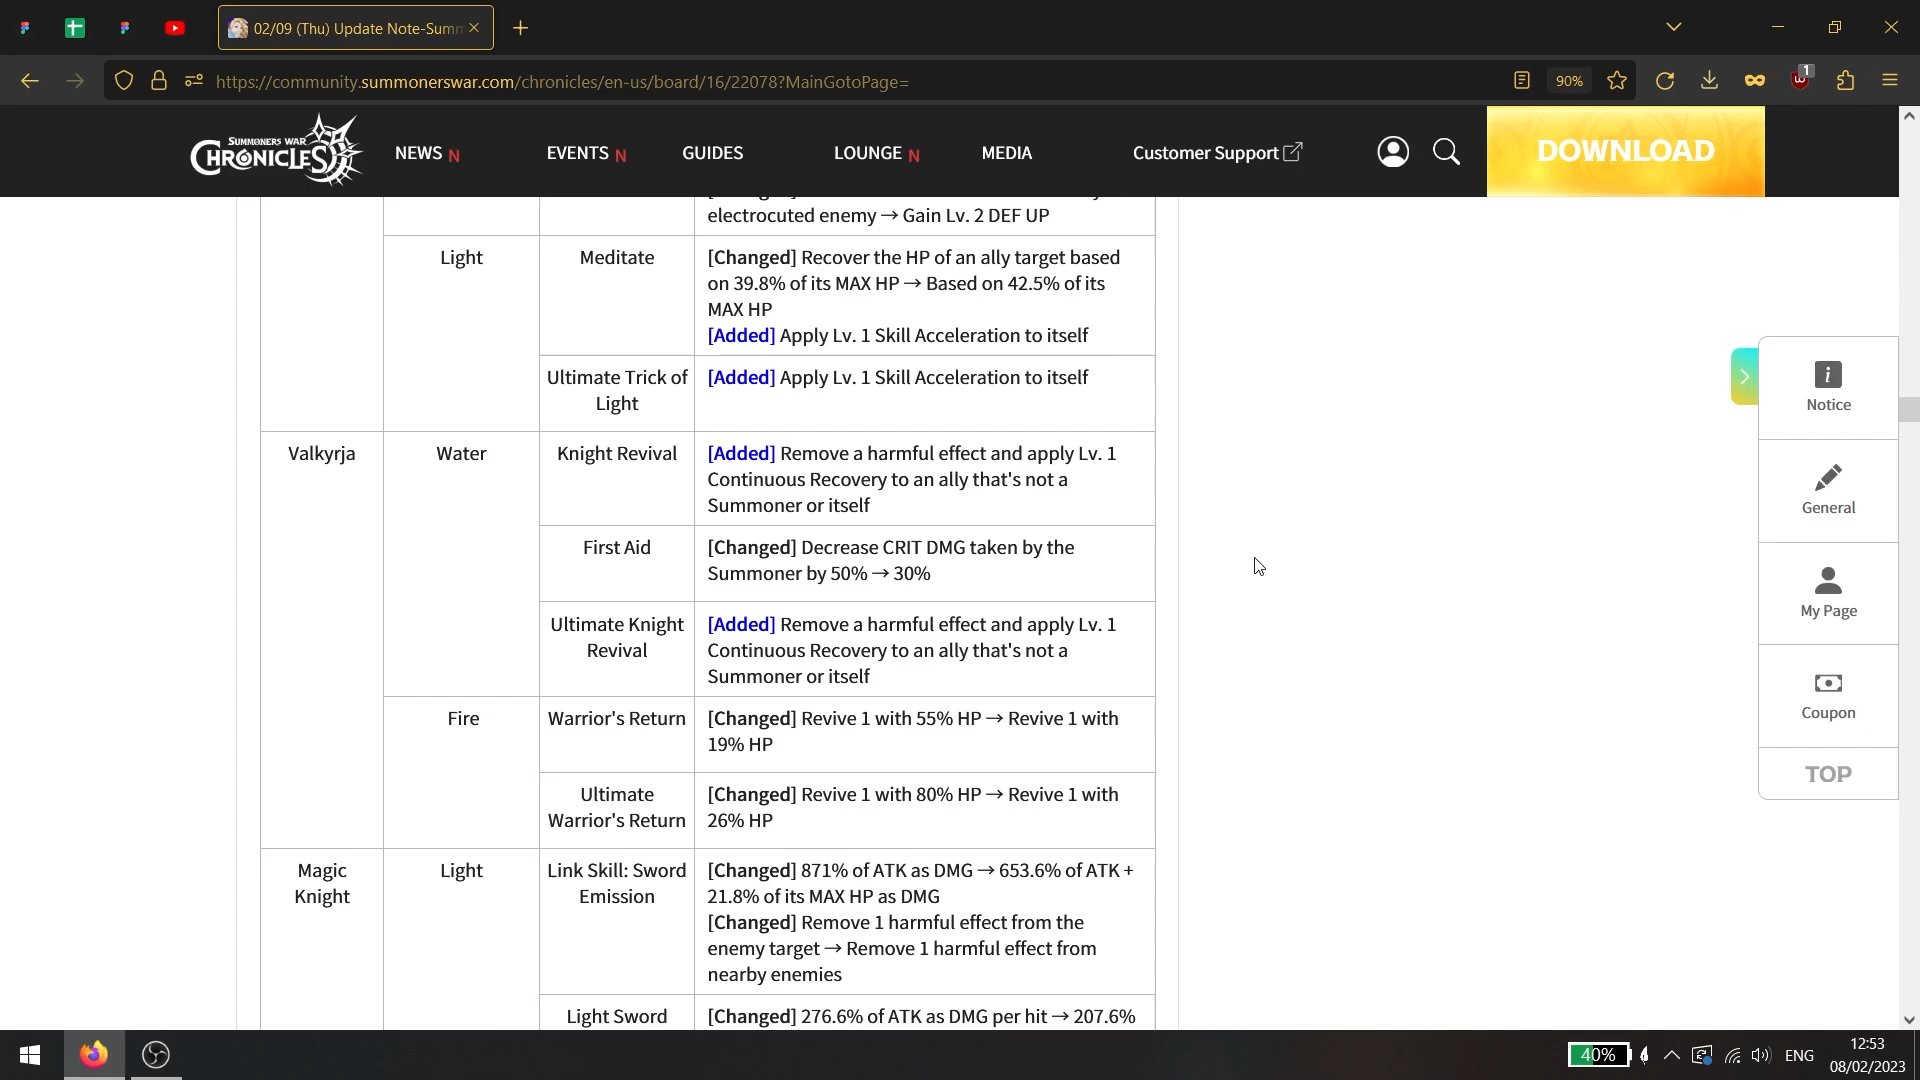 02/09 (Thu) Update Note-Summ
https://community.summonerswar.com/chronicles/en-us/board/16/22078?MainGotoPage=
90%
1
SUMMONERS WAR
CHRONICLES
NEWS N
EVENTS N
GUIDES
LOUNGE N
MEDIA
Customer Support
DOWNLOAD
electrocuted enemy → Gain Lv. 2 DEF UP
Light
Meditate
[Changed] Recover the HP of an ally target based
on 39.8% of its MAX HP → Based on 42.5% of its
MAX HP
[Added] Apply Lv. 1 Skill Acceleration to itself
Ultimate Trick of
Light
[Added] Apply Lv. 1 Skill Acceleration to itself
Valkyrja
Water
Knight Revival
[Added] Remove a harmful effect and apply Lv. 1
Continuous Recovery to an ally that's not a
Summoner or itself
First Aid
[Changed] Decrease CRIT DMG taken by the
Summoner by 50% → 30%
Ultimate Knight
Revival
[Added] Remove a harmful effect and apply Lv. 1
Continuous Recovery to an ally that's not a
Summoner or itself
Fire
Warrior's Return
[Changed] Revive 1 with 55% HP → Revive 1 with
19% HP
Ultimate
Warrior's Return
[Changed] Revive 1 with 80% HP → Revive 1 with
26% HP
Magic
Knight
Light
Link Skill: Sword
Emission
[Changed] 871% of ATK as DMG → 653.6% of ATK +
21.8% of its MAX HP as DMG
[Changed] Remove 1 harmful effect from the
enemy target → Remove 1 harmful effect from
nearby enemies
Light Sword
[Changed] 276.6% of ATK as DMG per hit → 207.6%
Notice
General
My Page
Coupon
TOP
40%
ENG
12:53
08/02/2023